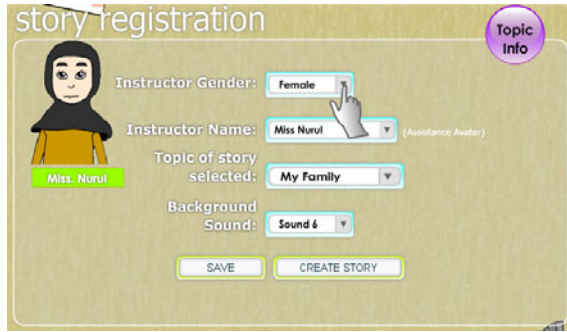 story registration
Topic
Info
Instructor Gender: Female
Instructor Name: Miss Nurul (Assistance Avatar)
Miss. Nurul
Topic of story
selected: My Family
Background
Sound: Sound 6
SAVE CREATE STORY